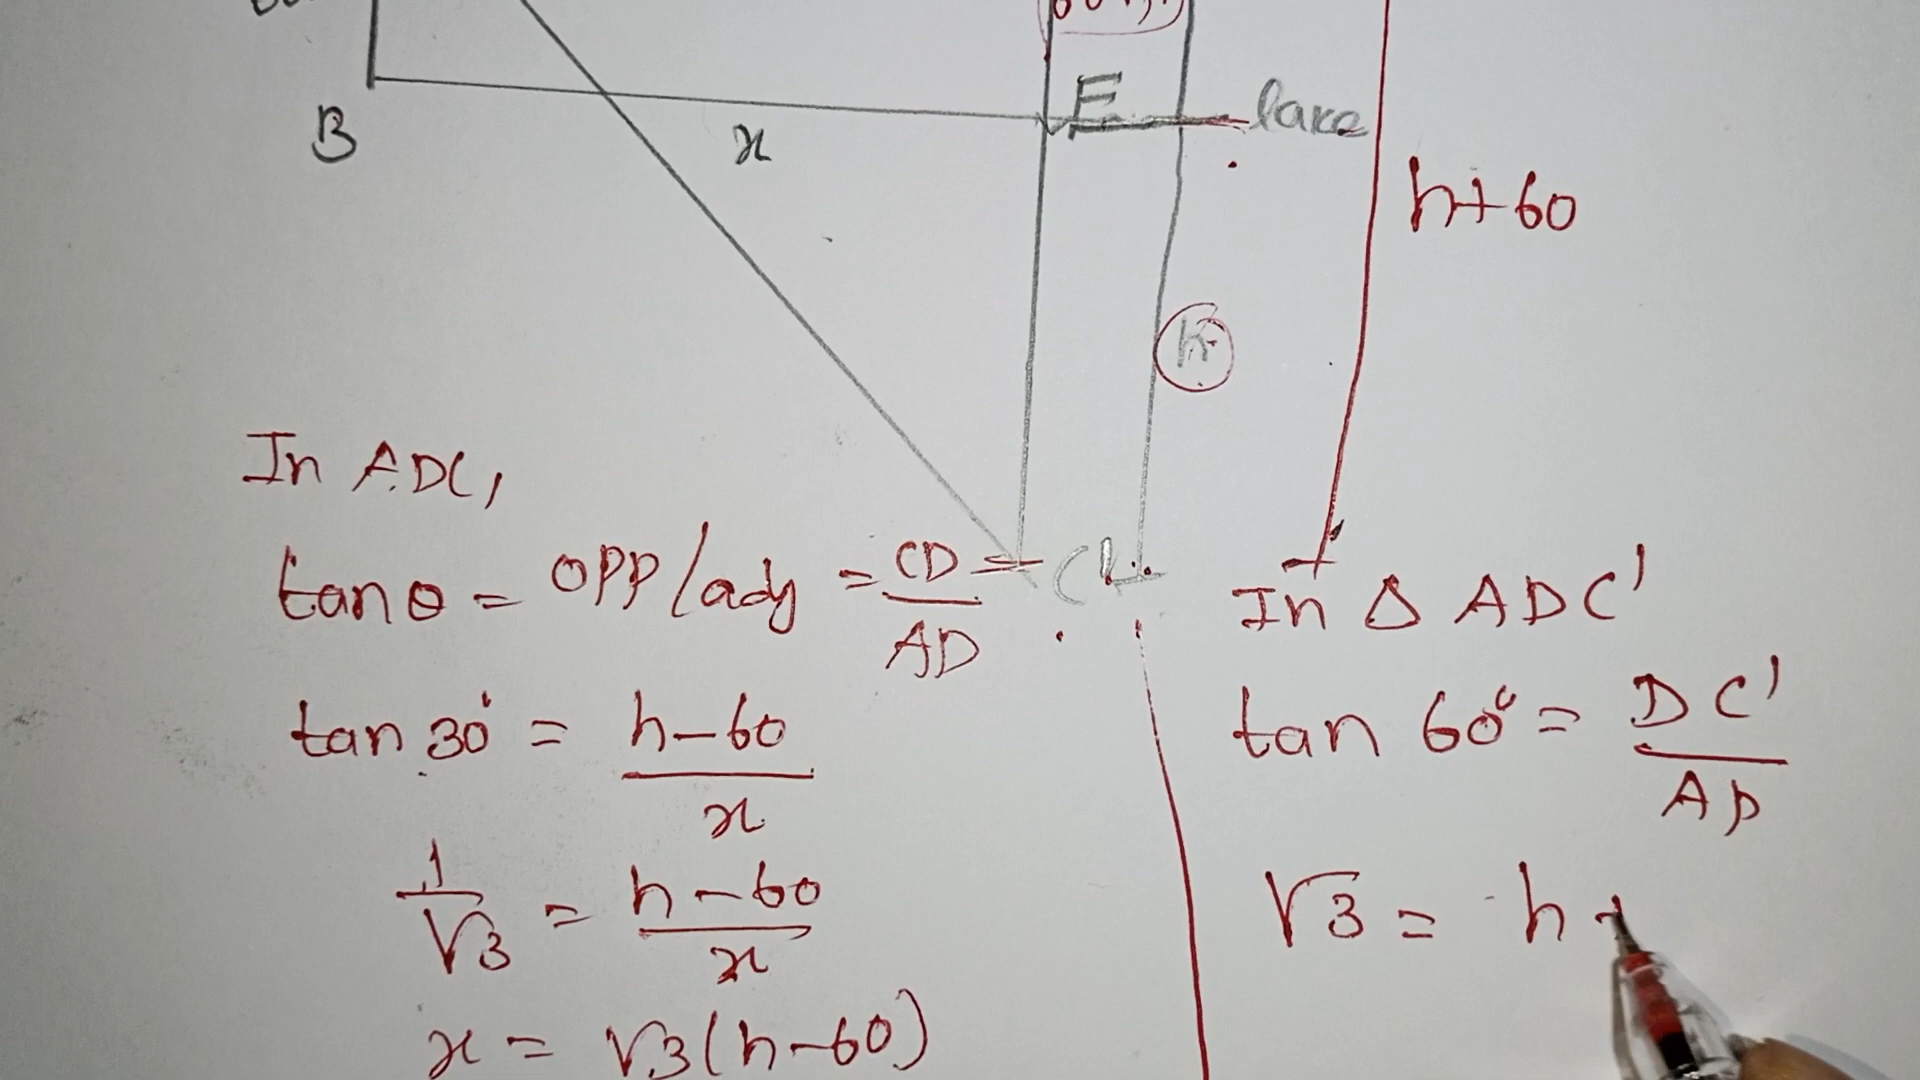 B
x
E
lake
h+60
h
In ADC,
tan θ = OPP/adj = CD/AD =
C'
tan 30° = h-60/x
1/√3 = h-60/x
x = √3(h-60)
In Δ ADC'
tan 60° = DC'/AD
√3 = h +